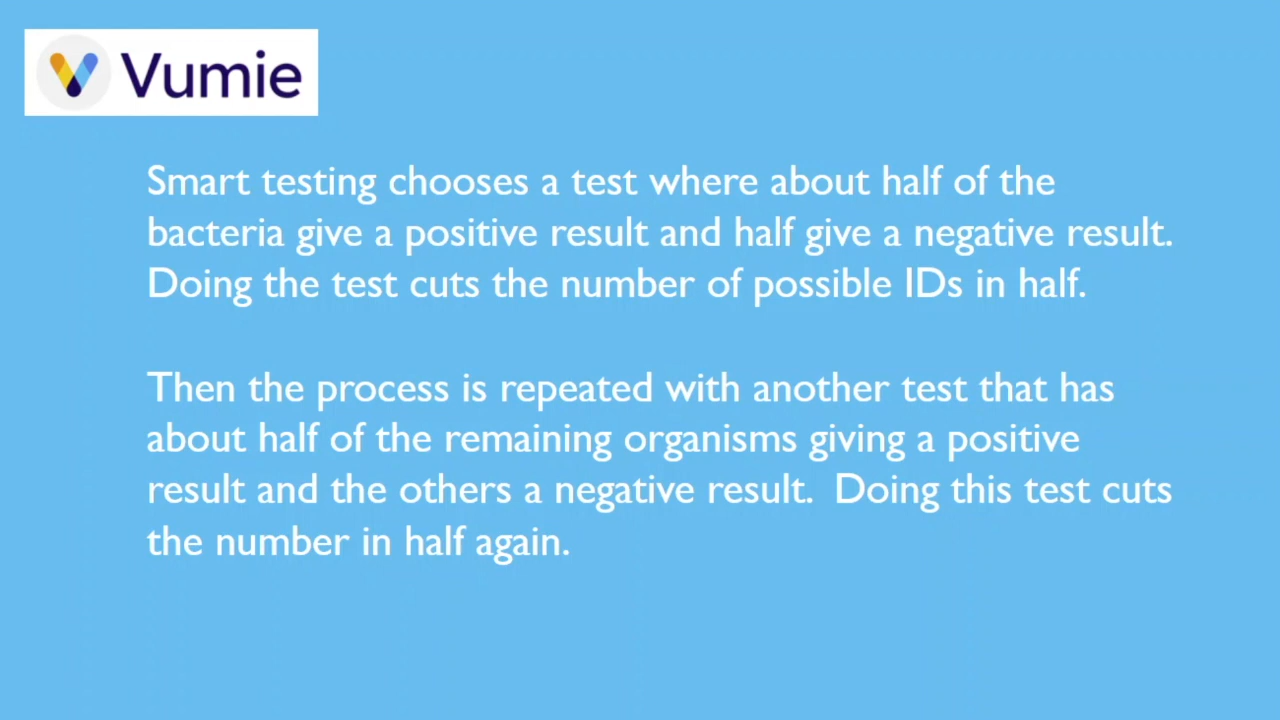 Vumie
Smart testing chooses a test where about half of the
bacteria give a positive result and half give a negative result.
Doing the test cuts the number of possible IDs in half.
Then the process is repeated with another test that has
about half of the remaining organisms giving a positive
result and the others a negative result.  Doing this test cuts
the number in half again.